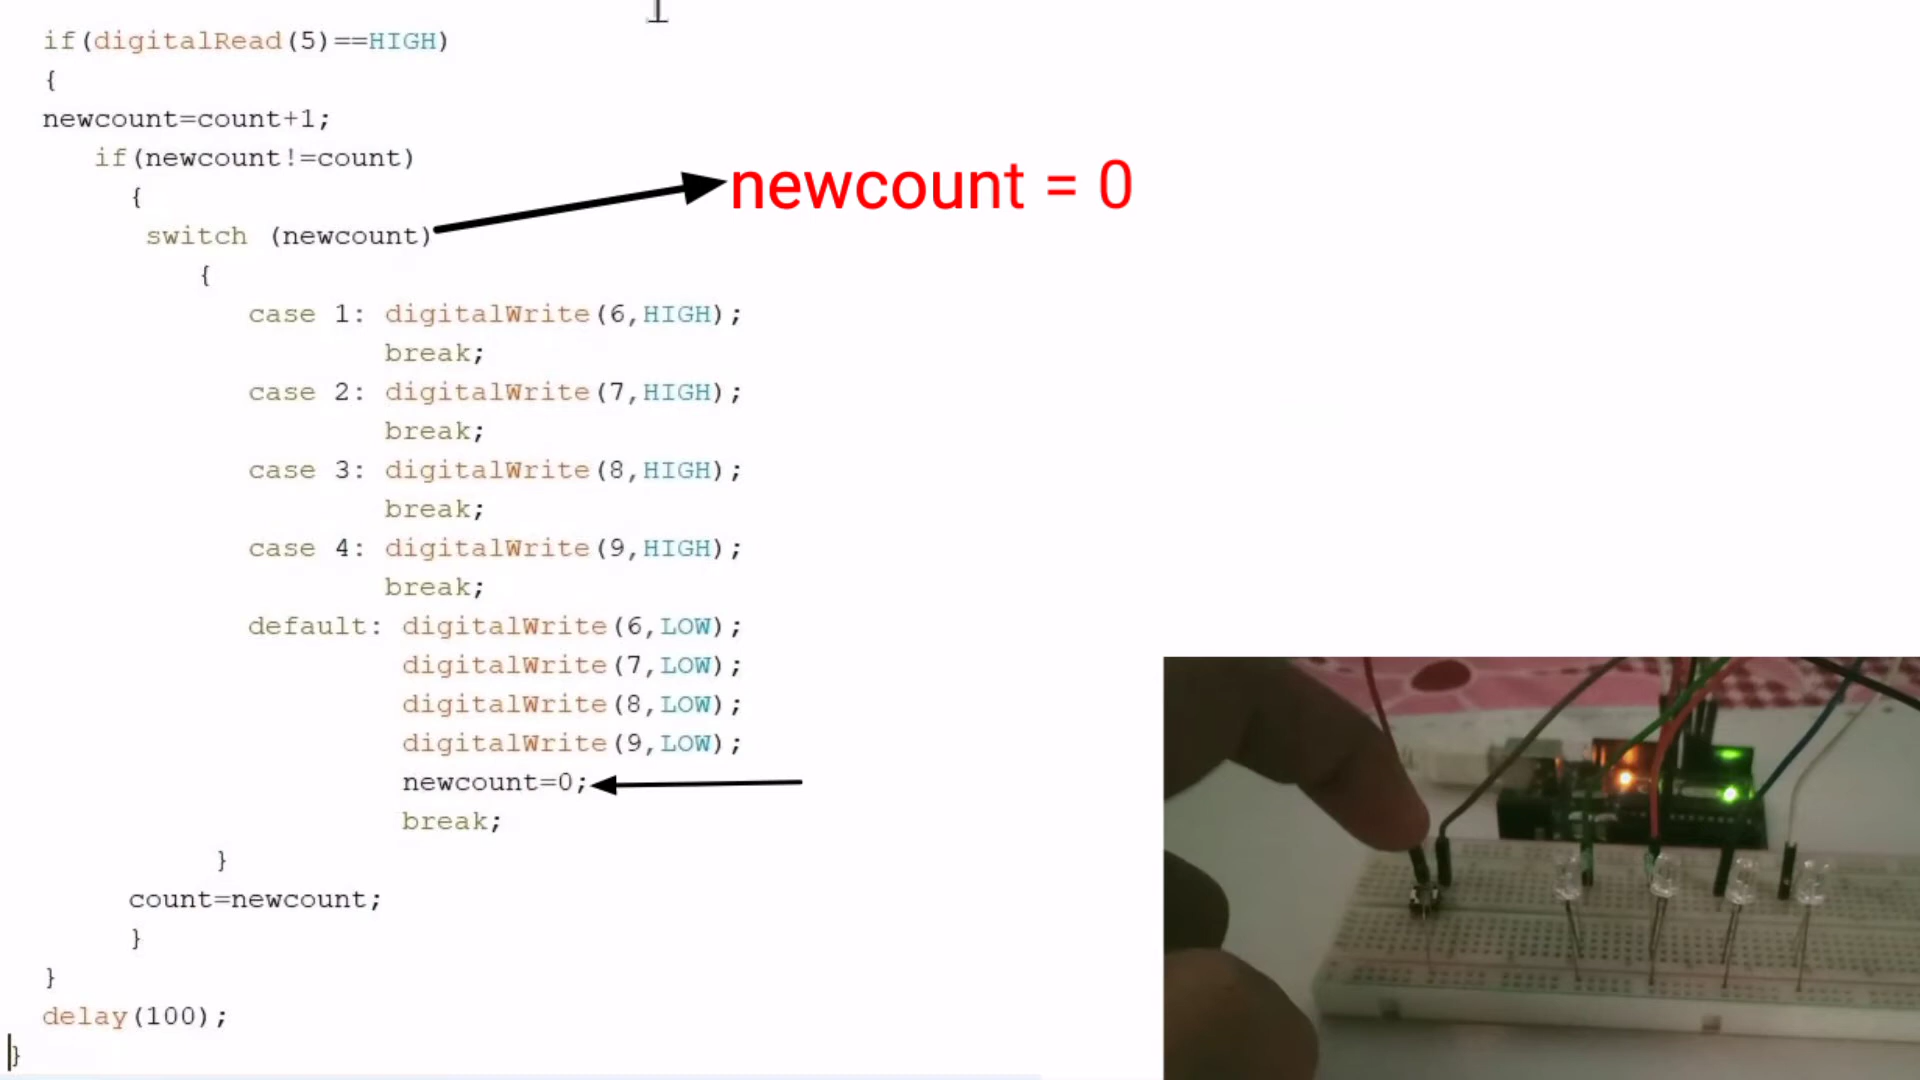 if(digitalRead(5)==HIGH)
{
newcount=count+1;
if(newcount!=count)
{
switch (newcount)
newcount = 0
{
case 1: digitalWrite(6,HIGH);
break;
case 2: digitalWrite(7,HIGH);
break;
case 3: digitalWrite(8,HIGH);
break;
case 4: digitalWrite(9,HIGH);
break;
default: digitalWrite(6,LOW);
digitalWrite(7,LOW);
digitalWrite(8,LOW);
digitalWrite(9,LOW);
newcount=0;
break;
}
count=newcount;
}
}
delay(100);
}